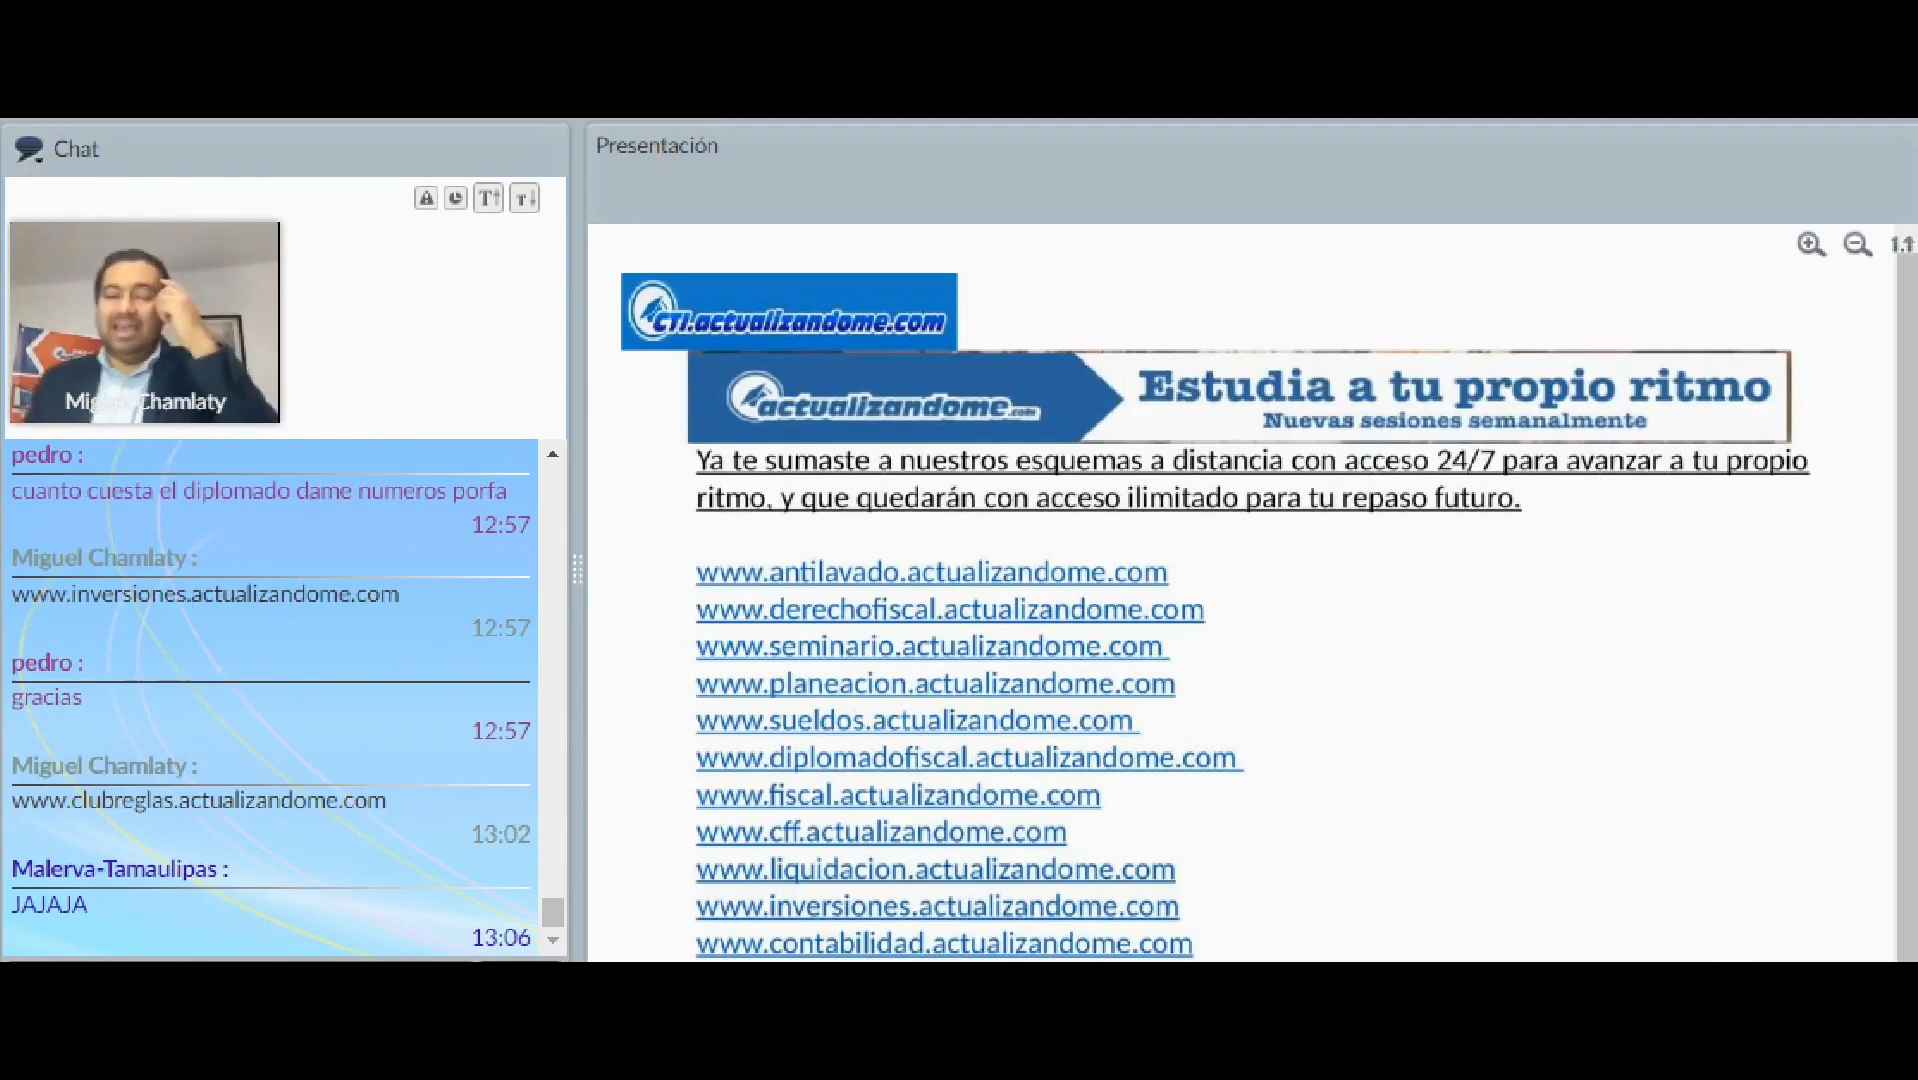 Chat
Miguel Chamlaty
pedro :
cuanto cuesta el diplomado dame numeros porfa
12:57
Miguel Chamlaty :
www.inversiones.actualizandome.com
12:57
pedro :
gracias
12:57
Miguel Chamlaty :
www.clubreglas.actualizandome.com
13:02
Malerva-Tamaulipas :
JAJAJA
13:06
Presentación
CTI.actualizandome.com
actualizandome.com
Estudia a tu propio ritmo
Nuevas sesiones semanalmente
Ya te sumaste a nuestros esquemas a distancia con acceso 24/7 para avanzar a tu propio
ritmo, y que quedarán con acceso ilimitado para tu repaso futuro.
www.antilavado.actualizandome.com
www.derechofiscal.actualizandome.com
www.seminario.actualizandome.com
www.planeacion.actualizandome.com
www.sueldos.actualizandome.com
www.diplomadofiscal.actualizandome.com
www.fiscal.actualizandome.com
www.cff.actualizandome.com
www.liquidacion.actualizandome.com
www.inversiones.actualizandome.com
www.contabilidad.actualizandome.com